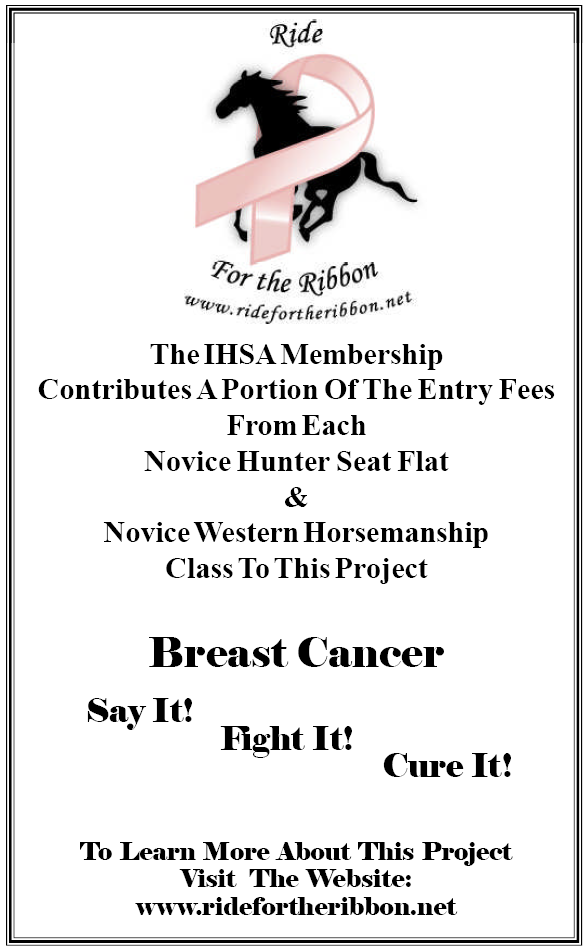 Ride
For the Ribbon
www.ridefortheribbon.net
The IHSA Membership
Contributes A Portion Of The Entry Fees
From Each
Novice Hunter Seat Flat
&
Novice Western Horsemanship
Class To This Project
Breast Cancer
Say It!
Fight It!
Cure It!
To Learn More About This Project
Visit The Website:
www.ridefortheribbon.net